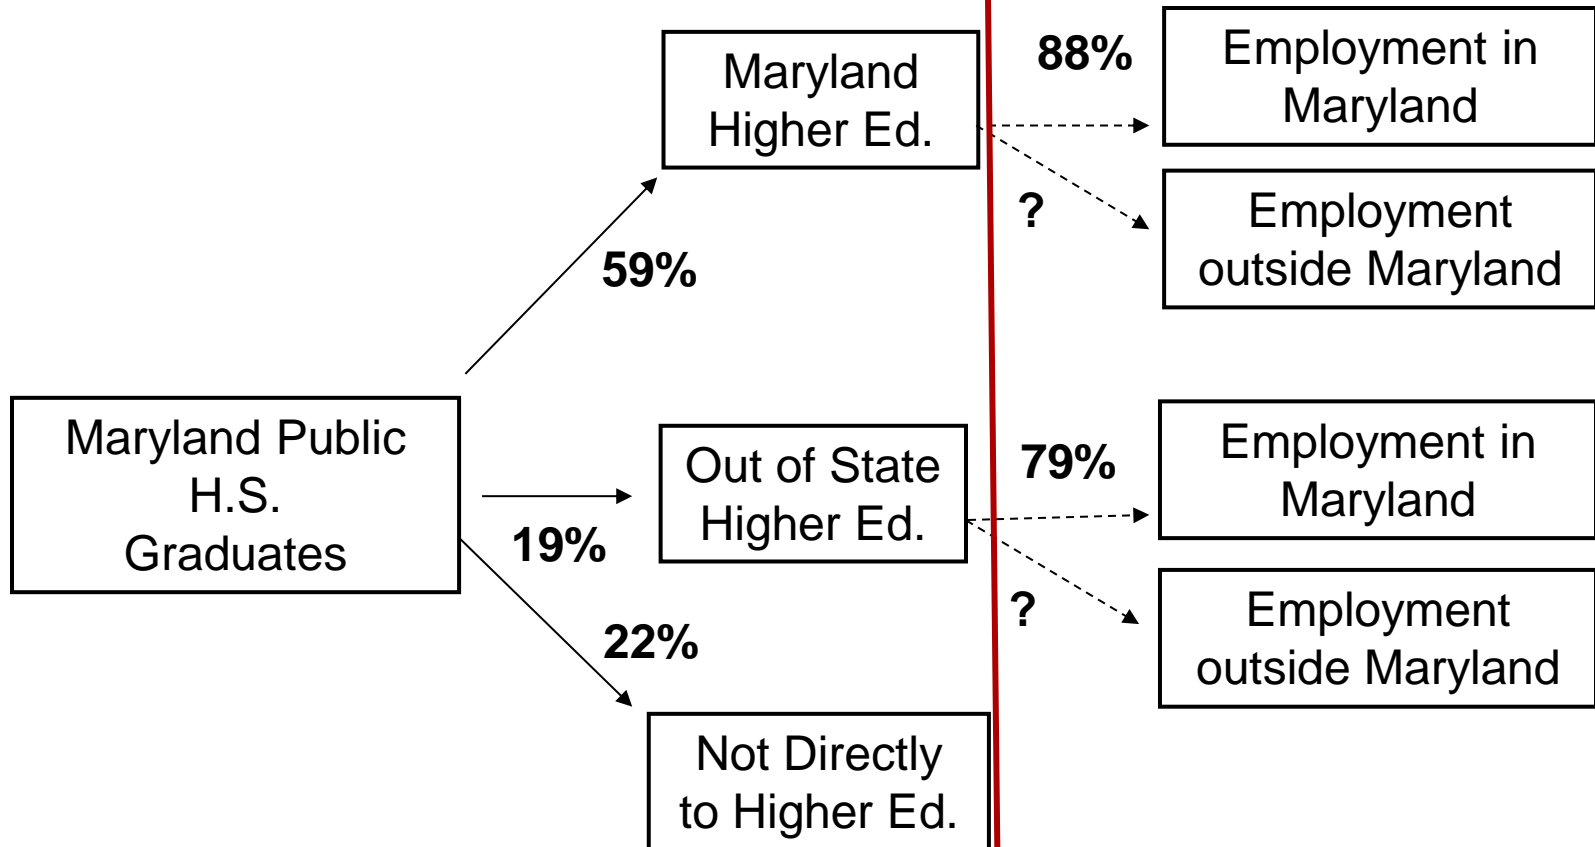 Maryland
Higher Ed.
88%
Employment in
Maryland
?
Employment
outside Maryland
59%
Maryland Public
H.S.
Graduates
19%
Out of State
Higher Ed.
79%
Employment in
Maryland
?
Employment
outside Maryland
22%
Not Directly
to Higher Ed.